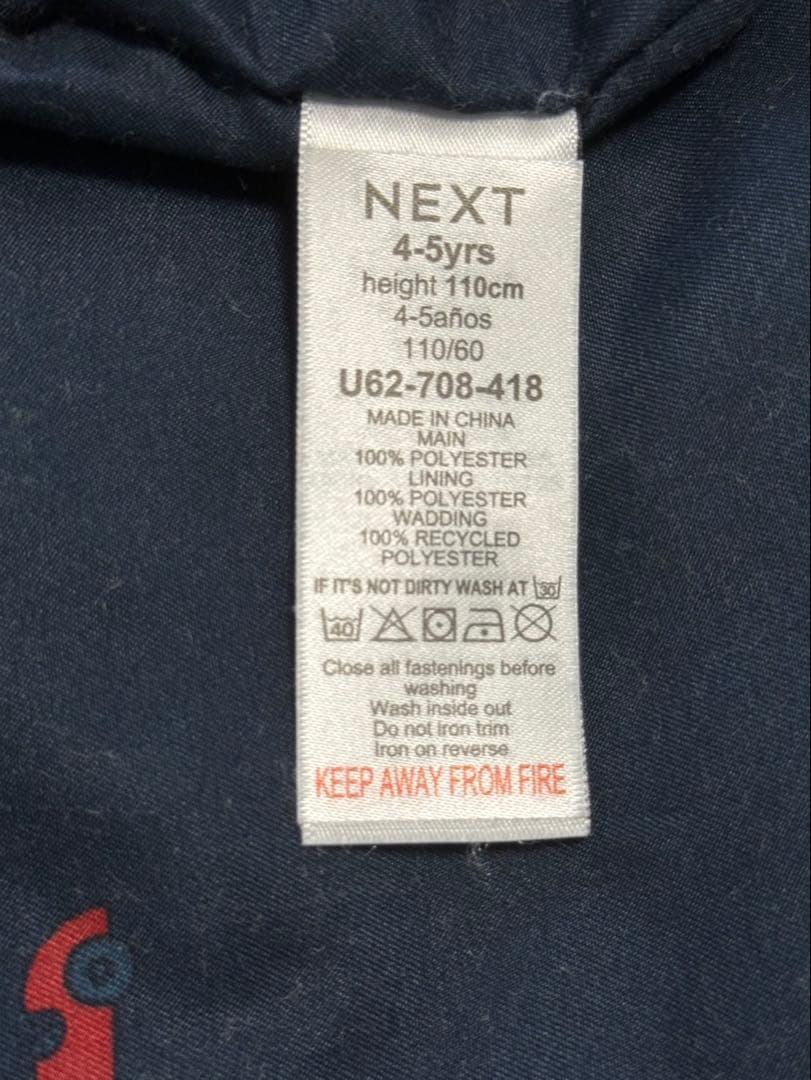 NEXT
4-5yrs
height 110cm
4-5años
110/60
U62-708-418
MADE IN CHINA
MAIN
100% POLYESTER
LINING
100% POLYESTER
WADDING
100% RECYCLED
POLYESTER
IF IT'S NOT DIRTY WASH AT 30
40
Close all fastenings before
washing
Wash inside out
Do not iron trim
Iron on reverse
KEEP AWAY FROM FIRE